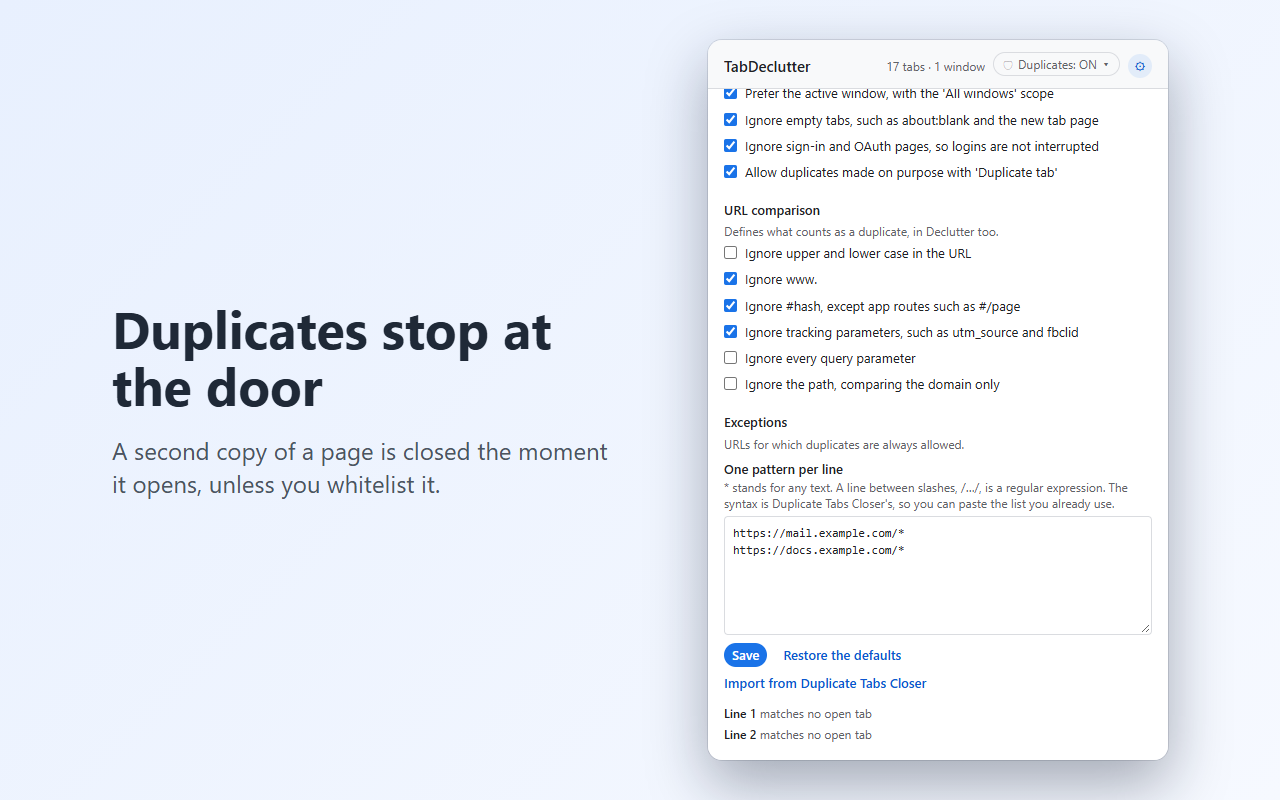 Duplicates stop at
the door
A second copy of a page is closed the moment
it opens, unless you whitelist it.
TabDeclutter
17 tabs · 1 window
Duplicates: ON
Prefer the active window, with the 'All windows' scope
Ignore empty tabs, such as about:blank and the new tab page
Ignore sign-in and OAuth pages, so logins are not interrupted
Allow duplicates made on purpose with 'Duplicate tab'
URL comparison
Defines what counts as a duplicate, in Declutter too.
Ignore upper and lower case in the URL
Ignore www.
Ignore #hash, except app routes such as #/page
Ignore tracking parameters, such as utm_source and fbclid
Ignore every query parameter
Ignore the path, comparing the domain only
Exceptions
URLs for which duplicates are always allowed.
One pattern per line
* stands for any text. A line between slashes, /.../, is a regular expression. The
syntax is Duplicate Tabs Closer's, so you can paste the list you already use.
https://mail.example.com/*
https://docs.example.com/*
Save
Restore the defaults
Import from Duplicate Tabs Closer
Line 1 matches no open tab
Line 2 matches no open tab